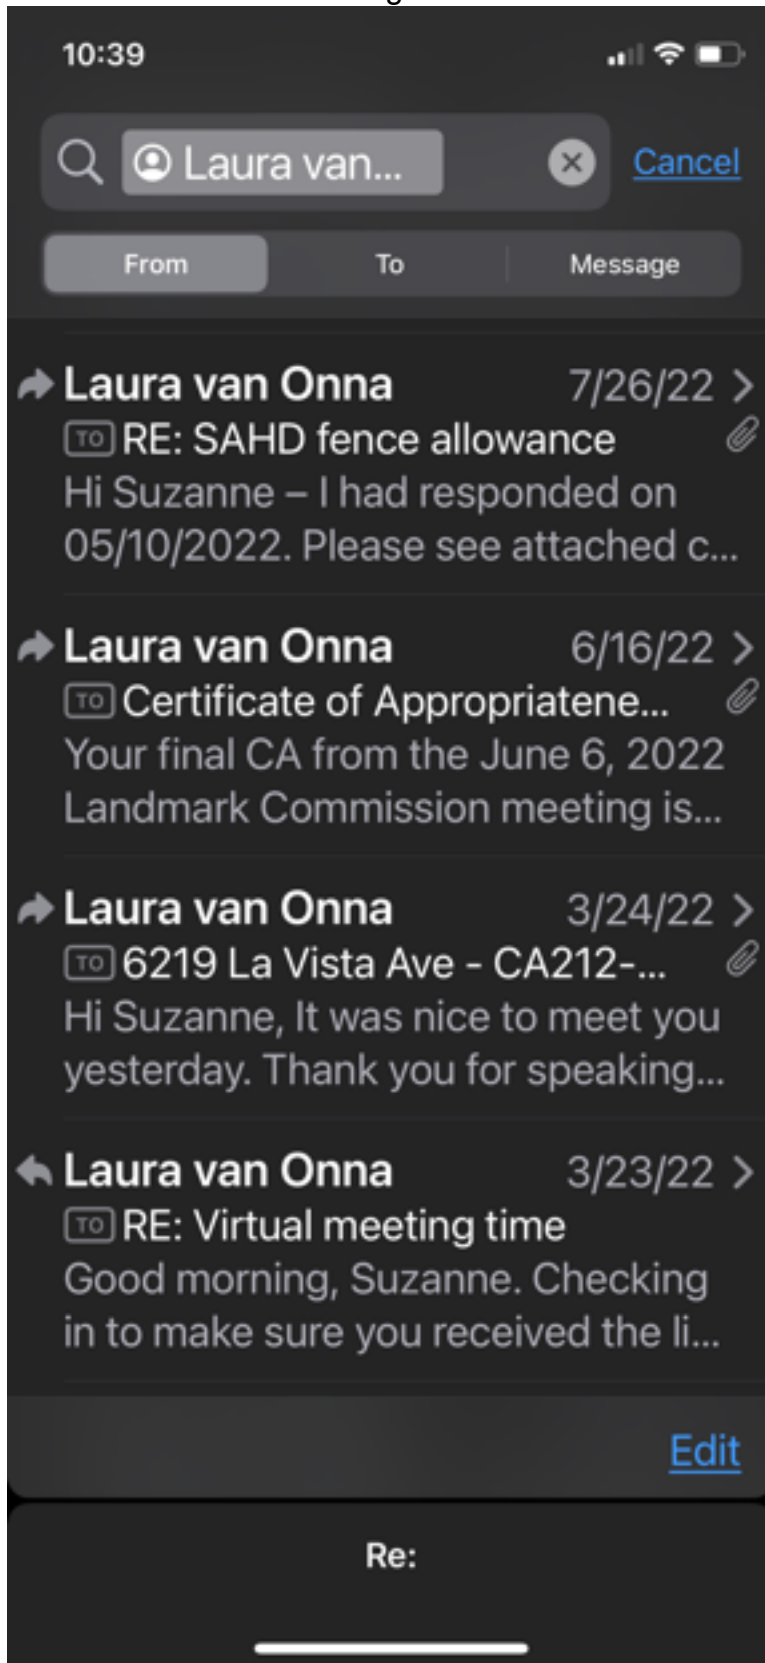 10:39
Laura van...
Cancel
From To Message
Laura van Onna 7/26/22
TO RE: SAHD fence allowance
Hi Suzanne – I had responded on
05/10/2022. Please see attached c...
Laura van Onna 6/16/22
TO Certificate of Appropriatene...
Your final CA from the June 6, 2022
Landmark Commission meeting is...
Laura van Onna 3/24/22
TO 6219 La Vista Ave - CA212-...
Hi Suzanne, It was nice to meet you
yesterday. Thank you for speaking...
Laura van Onna 3/23/22
TO RE: Virtual meeting time
Good morning, Suzanne. Checking
in to make sure you received the li...
Edit
Re: